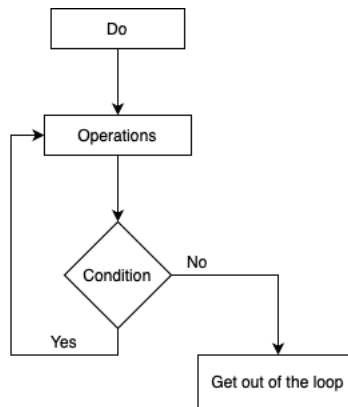 Do
Operations
Condition
No
Yes
Get out of the loop